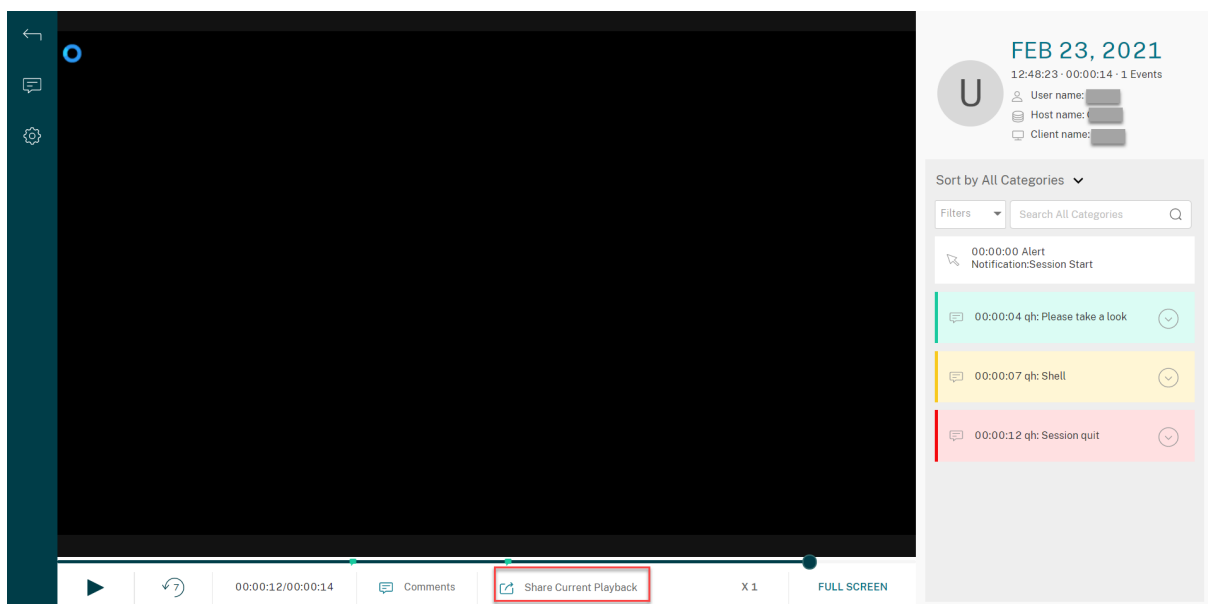 FEB 23, 2021
12:48:23 · 00:00:14 · 1 Events
U
User name:
Host name:
Client name:
Sort by All Categories
Filters
Search All Categories
00:00:00 Alert
Notification:Session Start
00:00:04 qh: Please take a look
00:00:07 qh: Shell
00:00:12 qh: Session quit
7
00:00:12/00:00:14
Comments
Share Current Playback
X 1
FULL SCREEN